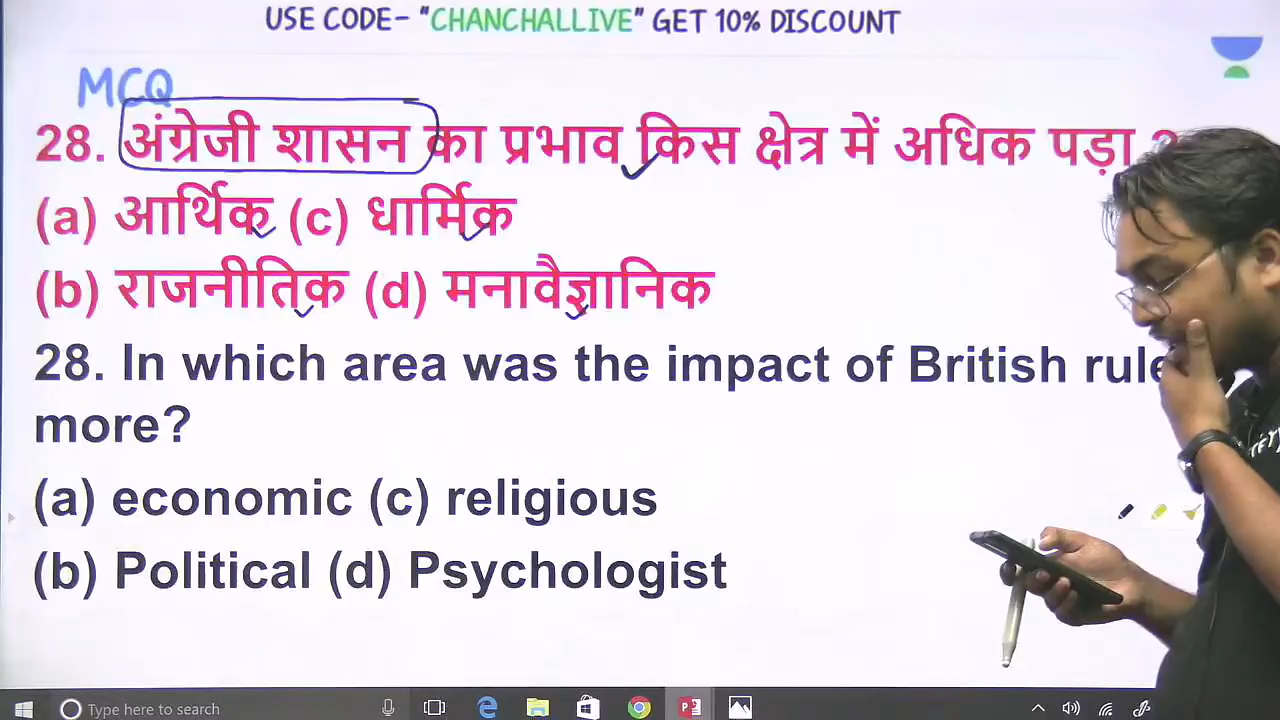 USE CODE- "CHANCHALLIVE" GET 10% DISCOUNT
MCQ
28. अंग्रेजी शासन का प्रभाव किस क्षेत्र में अधिक पड़ा ?
(a) आर्थिक (c) धार्मिक
(b) राजनीतिक (d) मनावैज्ञानिक
28. In which area was the impact of British rule
more?
(a) economic (c) religious
(b) Political (d) Psychologist
Type here to search